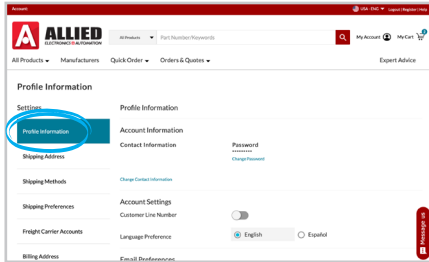 Account
USA ENG Logout | Register | Help
ALLIED
ELECTRONICS & AUTOMATION
All Products
Part Number/Keywords
My Account
My Cart
All Products
Manufacturers
Quick Order
Orders & Quotes
Expert Advice
Profile Information
Settings
Profile Information
Profile Information
Account Information
Contact Information
Password
Change Password
Shipping Address
Shipping Methods
Change Contact Information
Shipping Preferences
Account Settings
Customer Line Number
Freight Carrier Accounts
Language Preference
English
Español
Billing Address
Email Preferences
Message us